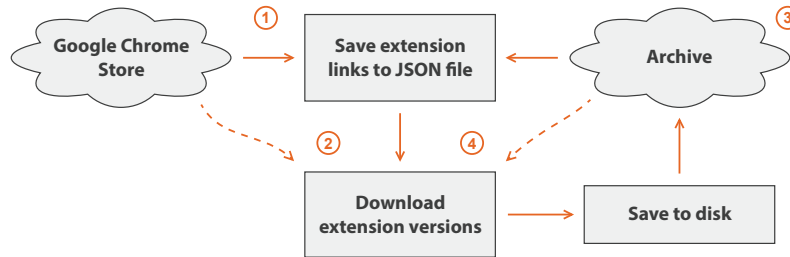 1
3
Google Chrome
Store
Save extension
links to JSON file
Archive
2
4
Download
extension versions
Save to disk